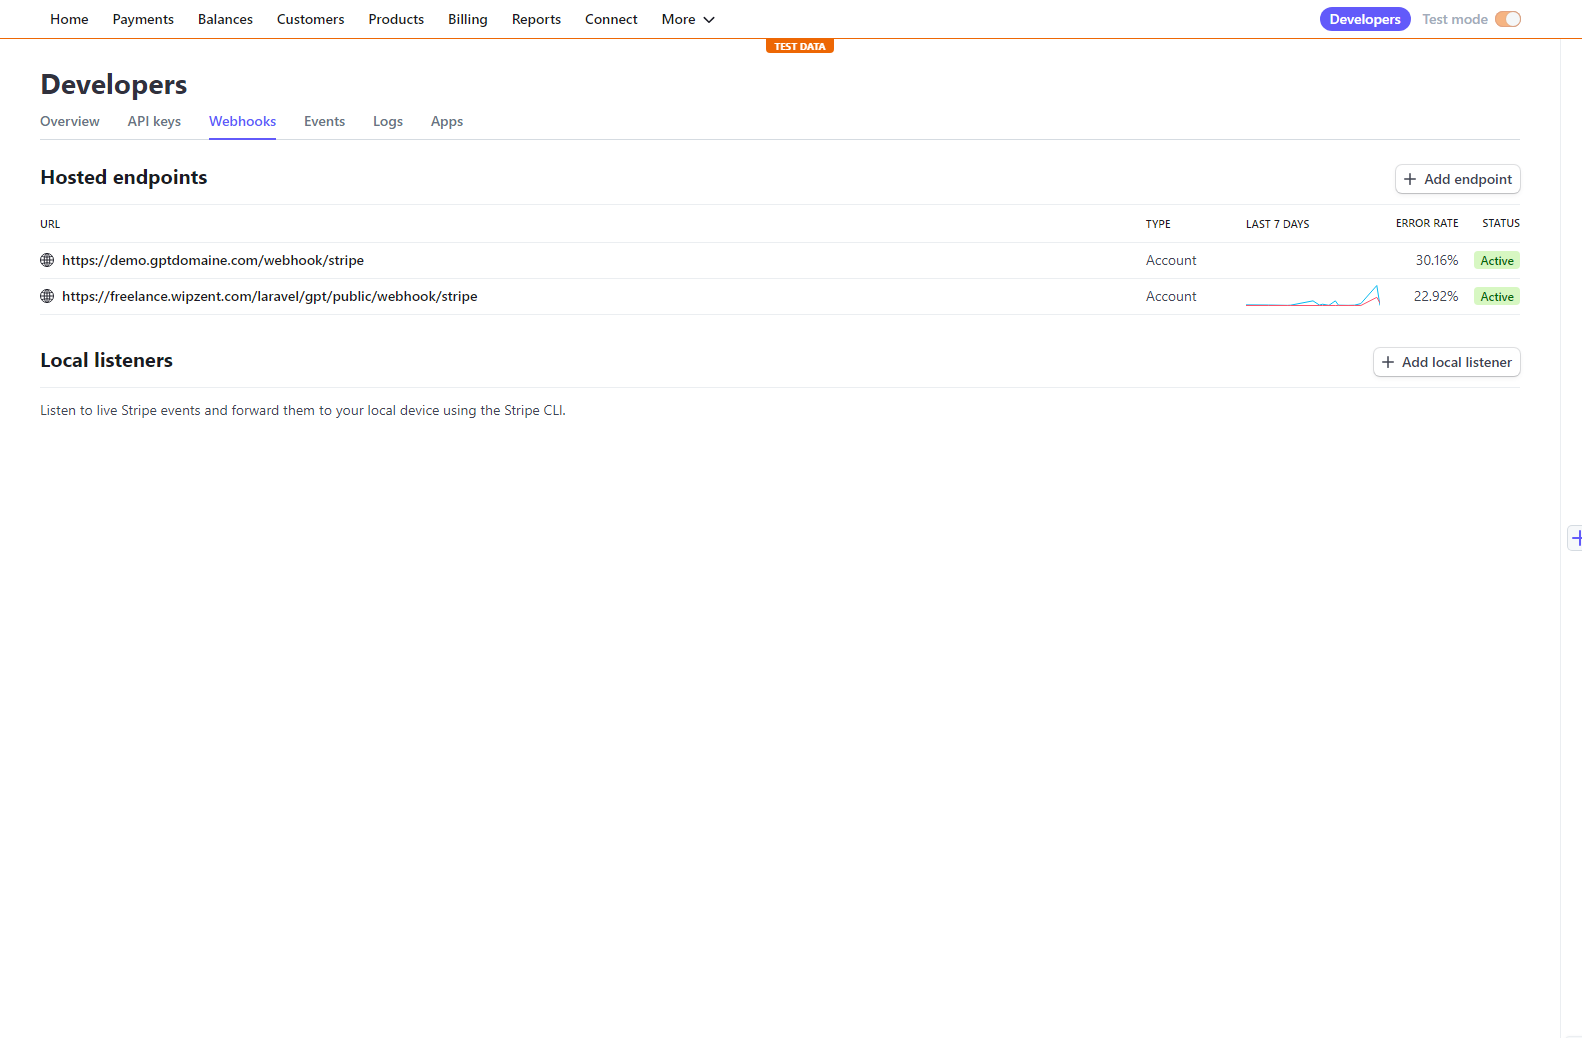 Home Payments Balances Customers Products Billing Reports Connect More Developers Test mode
TEST DATA
Developers
Overview API keys Webhooks Events Logs Apps
Hosted endpoints
Add endpoint
URL TYPE LAST 7 DAYS ERROR RATE STATUS
https://demo.gptdomaine.com/webhook/stripe Account 30.16% Active
https://freelance.wipzent.com/laravel/gpt/public/webhook/stripe Account 22.92% Active
Local listeners
Add local listener
Listen to live Stripe events and forward them to your local device using the Stripe CLI.